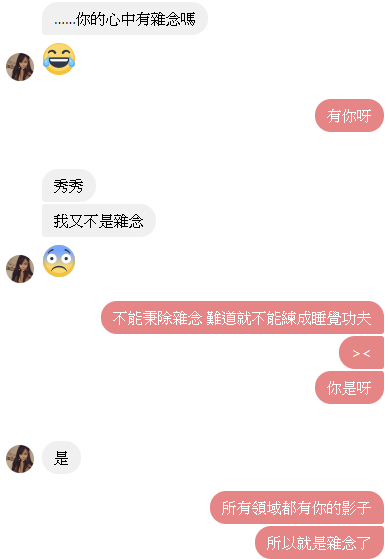 ......你的心中有雜念嗎
有你呀
秀秀
我又不是雜念
不能秉除雜念 難道就不能練成睡覺功夫
><
你是呀
是
所有領域都有你的影子
所以就是雜念了